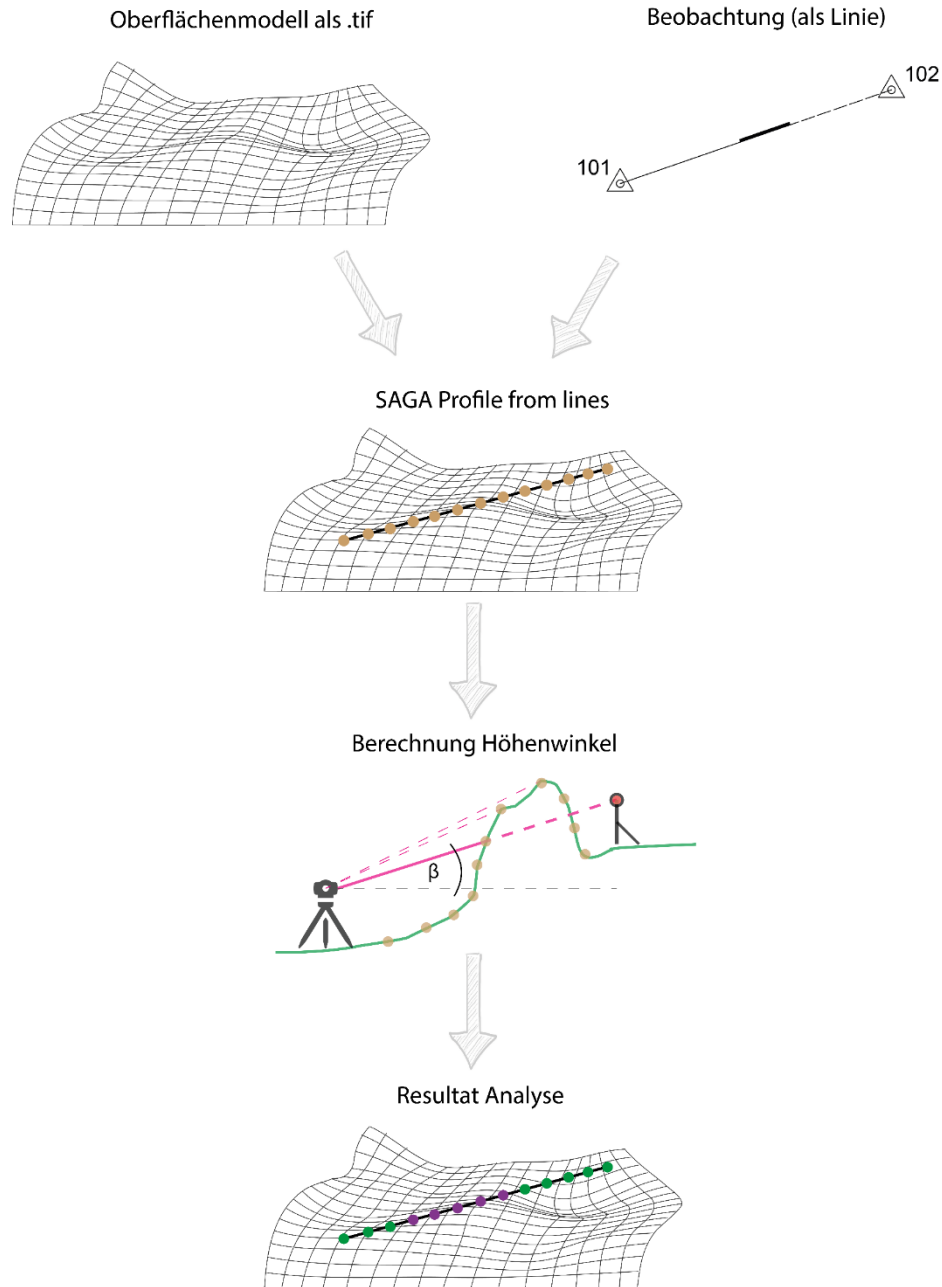 Oberflächenmodell als .tif
Beobachtung (als Linie)
102
101
SAGA Profile from lines
Berechnung Höhenwinkel
β
Resultat Analyse